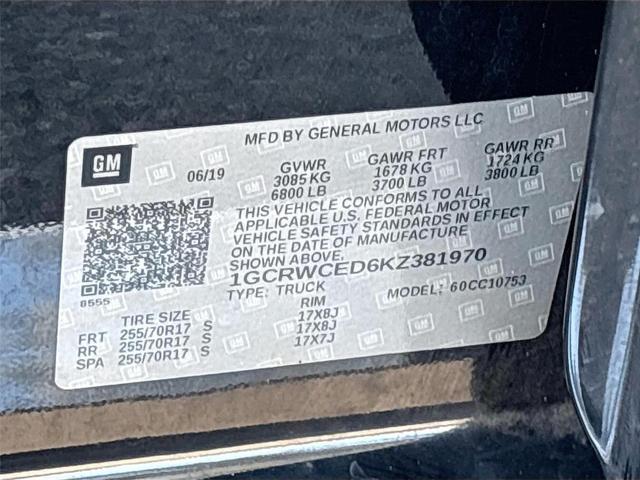 MFD BY GENERAL MOTORS LLC
GM
06/19
GVWR
3085 KG
6800 LB
GAWR FRT
1678 KG
3700 LB
GAWR RR
1724 KG
3800 LB
THIS VEHICLE CONFORMS TO ALL
APPLICABLE U.S. FEDERAL MOTOR
VEHICLE SAFETY STANDARDS IN EFFECT
ON THE DATE OF MANUFACTURE
SHOWN ABOVE.
1GCRWCED6KZ381970
8555
TYPE: TRUCK
MODEL: 60CC10753
TIRE SIZE RIM
FRT 255/70R17 S 17X8J
RR 255/70R17 S 17X8J
SPA 255/70R17 S 17X7J